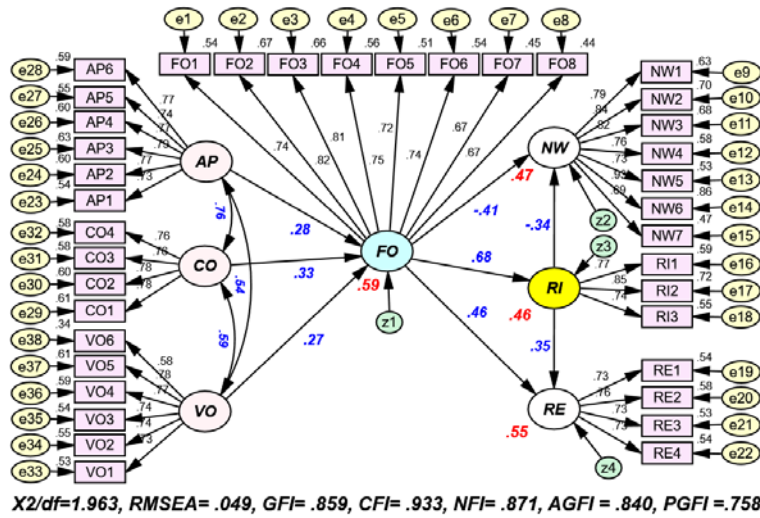 e1 e2 e3 e4 e5 e6 e7 e8
.54 .67 .66 .56 .51 .54 .45 .44
FO1 FO2 FO3 FO4 FO5 FO6 FO7 FO8
.59
e28 AP6
.55
e27 AP5
.60
e26 AP4
.63
e25 AP3
.60
e24 AP2
.54
e23 AP1
.77
.74
.77
.79
.77
.73
AP
.58
e32 CO4
.58
e31 CO3
.60
e30 CO2
.61
e29 CO1
.76
.76
.78
.78
CO
.34
e38 VO6
.61
e37 VO5
.59
e36 VO4
.54
e35 VO3
.55
e34 VO2
.53
e33 VO1
.58
.78
.77
.74
.74
.73
VO
.76
.54
.59
.28
.33
.27
.74
.82
.81
.75
.72
.74
.67
.67
FO
.59
z1
-.41
.68
.46
NW
.47
z2
.79
.84
.82
.76
.73
.93
.69
NW1 .63 e9
NW2 .70 e10
NW3 .68 e11
NW4 .58 e12
NW5 .53 e13
NW6 .86 e14
NW7 .47 e15
-.34
z3
RI
.46
.77
.85
.74
RI1 .59 e16
RI2 .72 e17
RI3 .55 e18
.35
RE
.55
z4
.73
.76
.73
.73
RE1 .54 e19
RE2 .58 e20
RE3 .53 e21
RE4 .54 e22
X2/df=1.963, RMSEA= .049, GFI= .859, CFI= .933, NFI= .871, AGFI = .840, PGFI =.758